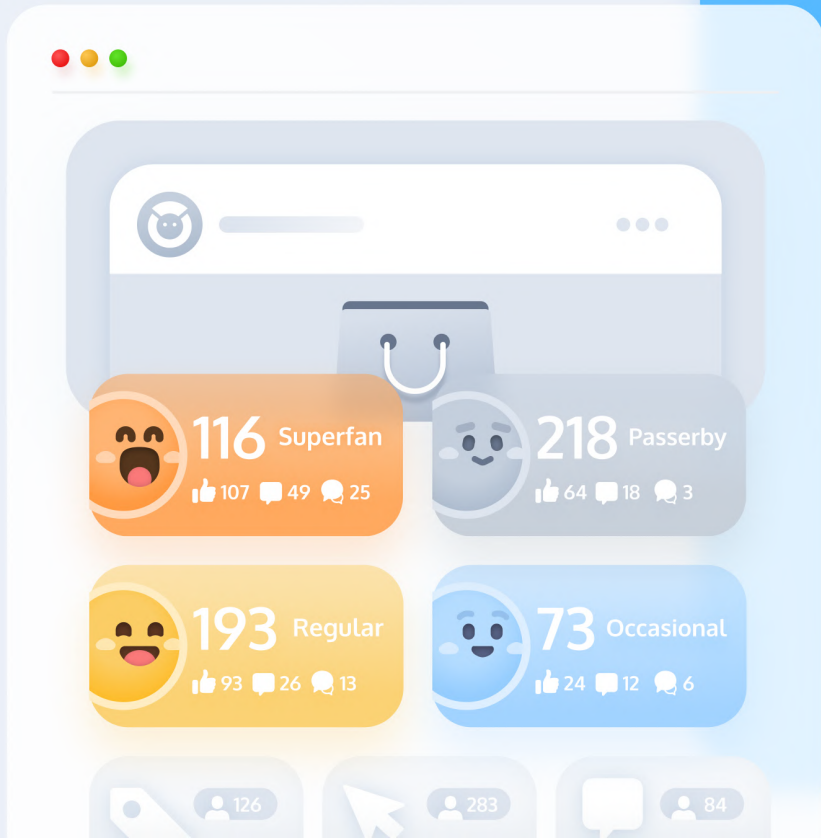 116 Superfan
107 49 25
218 Passerby
64 18 3
193 Regular
93 26 13
73 Occasional
24 12 6
126
283
84